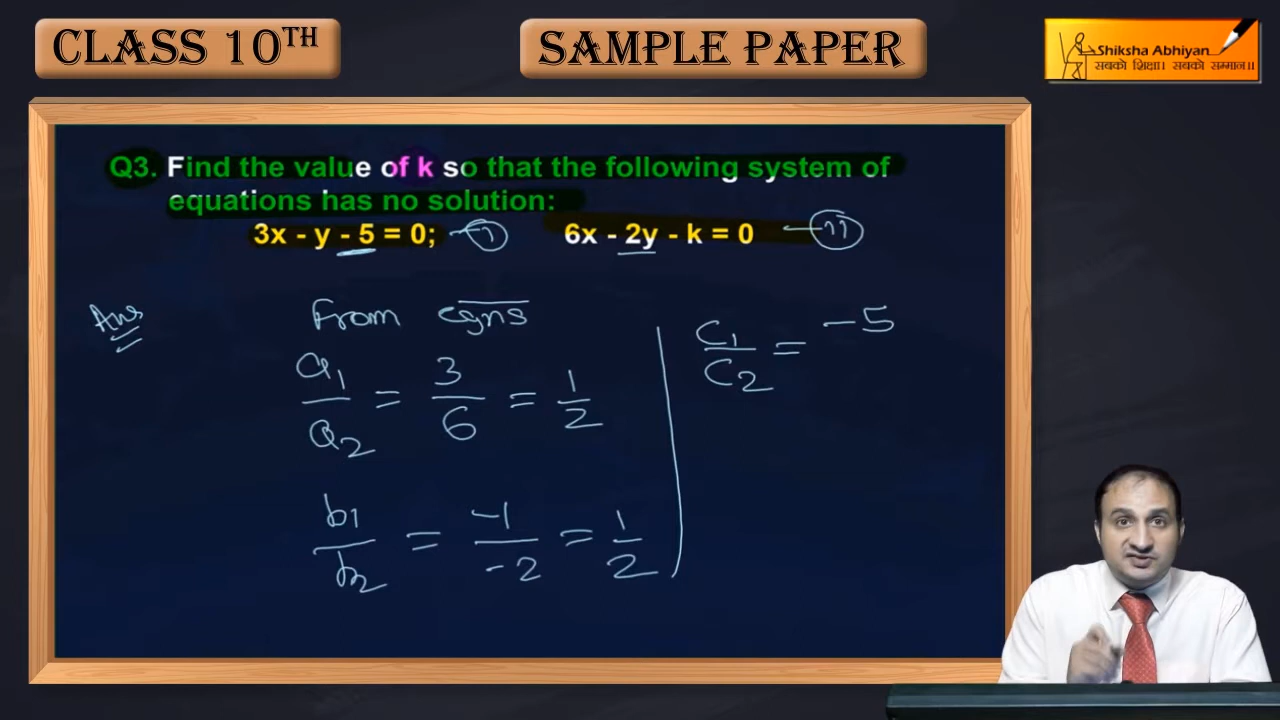 CLASS 10TH
SAMPLE PAPER
Shiksha Abhiyan
सबको शिक्षा। सबको सम्मान॥
Q3. Find the value of k so that the following system of
equations has no solution:
3x - y - 5 = 0; 1 6x - 2y - k = 0 11
Ans
From eqns
a1/a2 = 3/6 = 1/2
b1/b2 = -1/-2 = 1/2
C1/C2 = -5